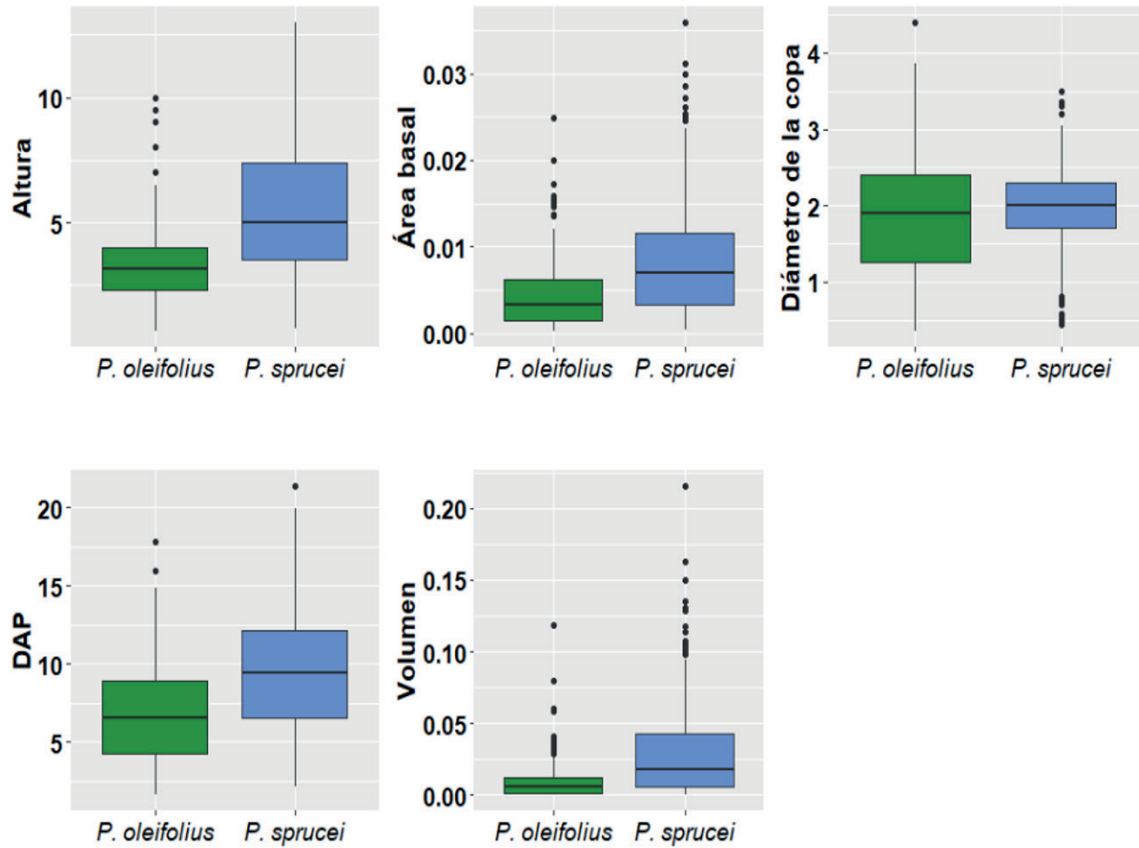 Altura
10
5
P. oleifolius P. sprucei
Área basal
0.03
0.02
0.01
0.00
P. oleifolius P. sprucei
Diámetro de la copa
4
3
2
1
P. oleifolius P. sprucei
DAP
20
15
10
5
P. oleifolius P. sprucei
Volumen
0.20
0.15
0.10
0.05
0.00
P. oleifolius P. sprucei